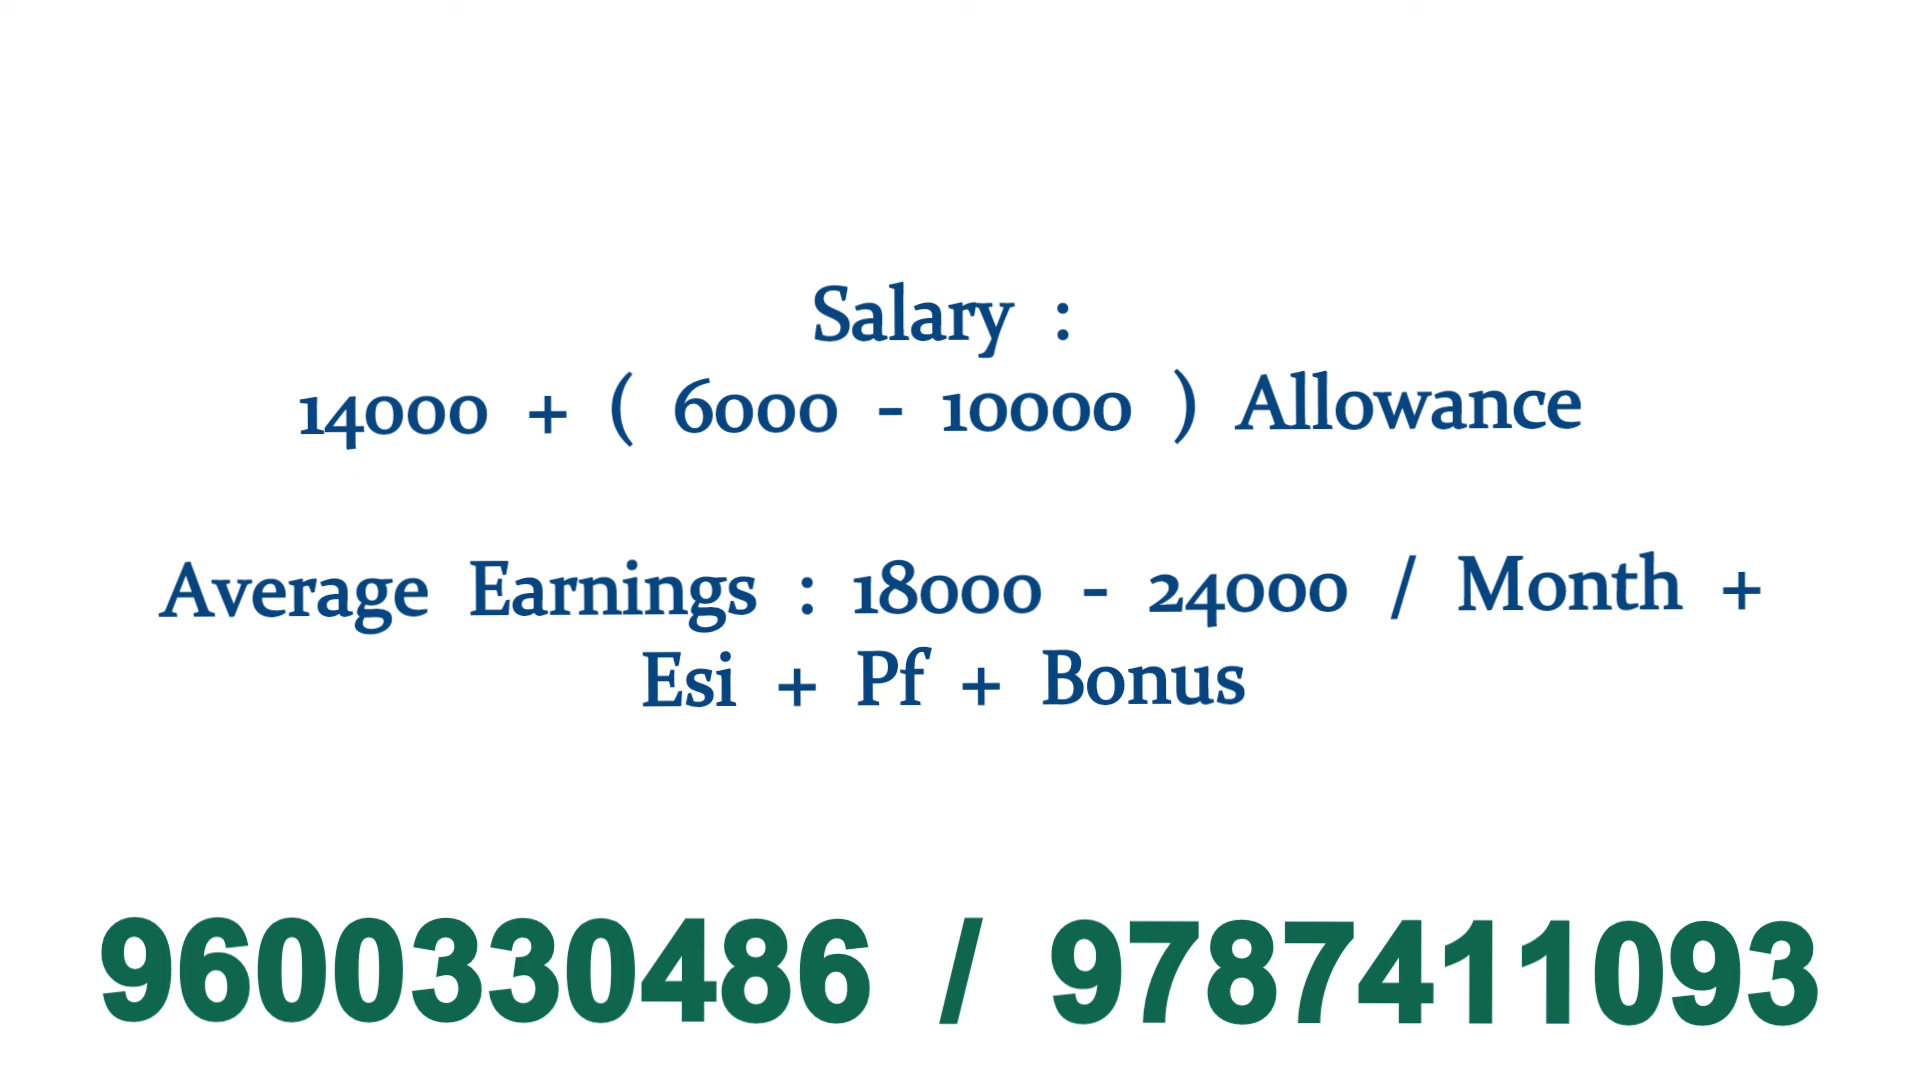 Salary :
14000 + ( 6000 - 10000 ) Allowance
Average Earnings : 18000 - 24000 / Month +
Esi + Pf + Bonus
9600330486 / 9787411093